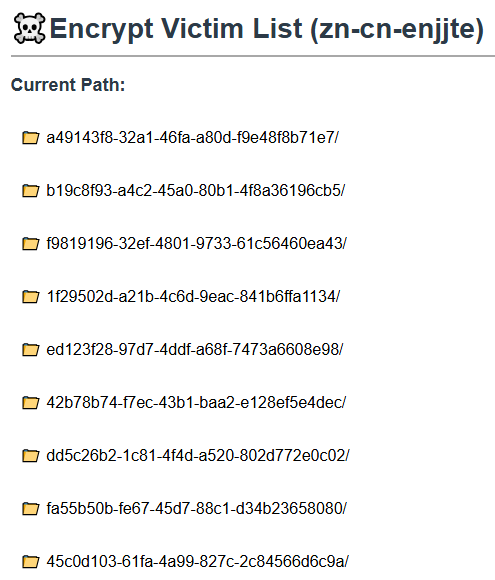 Encrypt Victim List (zn-cn-enjjte)
Current Path:
a49143f8-32a1-46fa-a80d-f9e48f8b71e7/
b19c8f93-a4c2-45a0-80b1-4f8a36196cb5/
f9819196-32ef-4801-9733-61c56460ea43/
1f29502d-a21b-4c6d-9eac-841b6ffa1134/
ed123f28-97d7-4ddf-a68f-7473a6608e98/
42b78b74-f7ec-43b1-baa2-e128ef5e4dec/
dd5c26b2-1c81-4f4d-a520-802d772e0c02/
fa55b50b-fe67-45d7-88c1-d34b23658080/
45c0d103-61fa-4a99-827c-2c84566d6c9a/